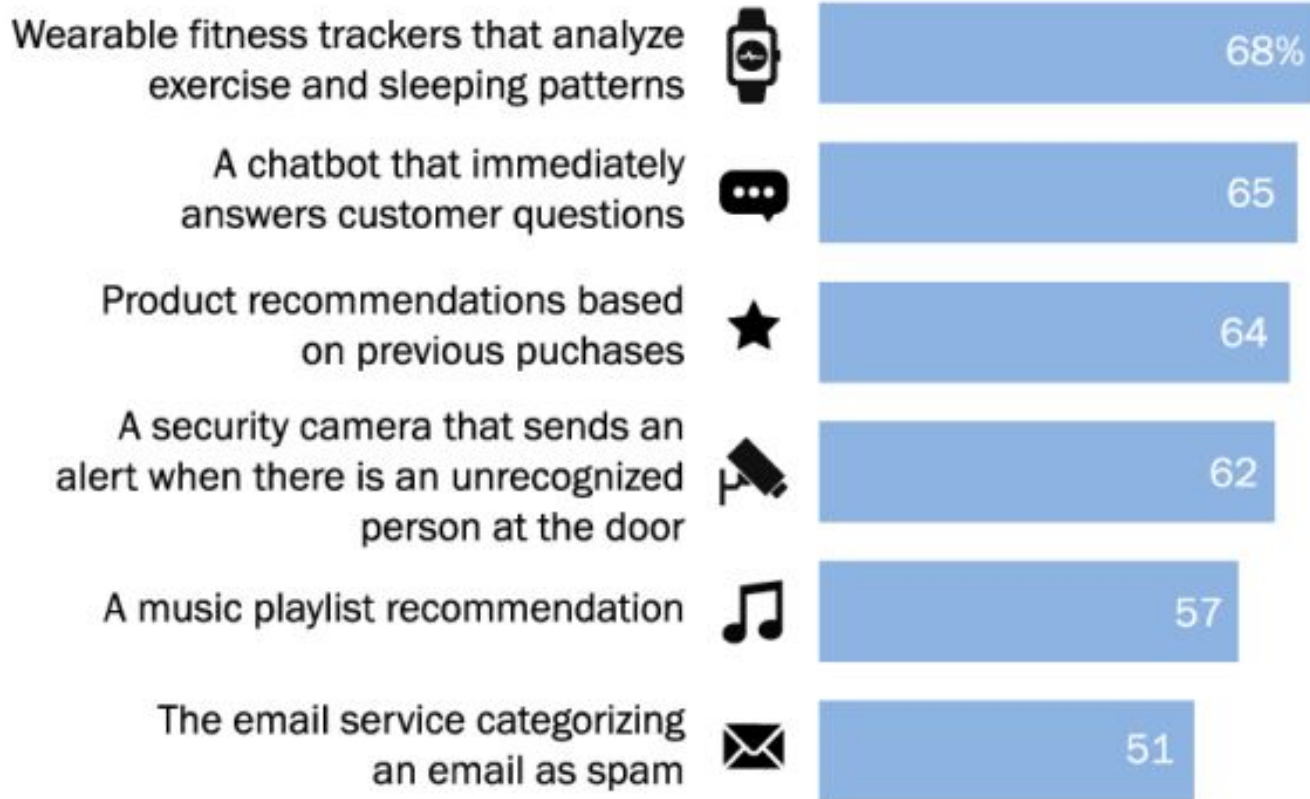 Wearable fitness trackers that analyze
exercise and sleeping patterns
68%
A chatbot that immediately
answers customer questions
65
Product recommendations based
on previous puchases
64
A security camera that sends an
alert when there is an unrecognized
person at the door
62
A music playlist recommendation
57
The email service categorizing
an email as spam
51